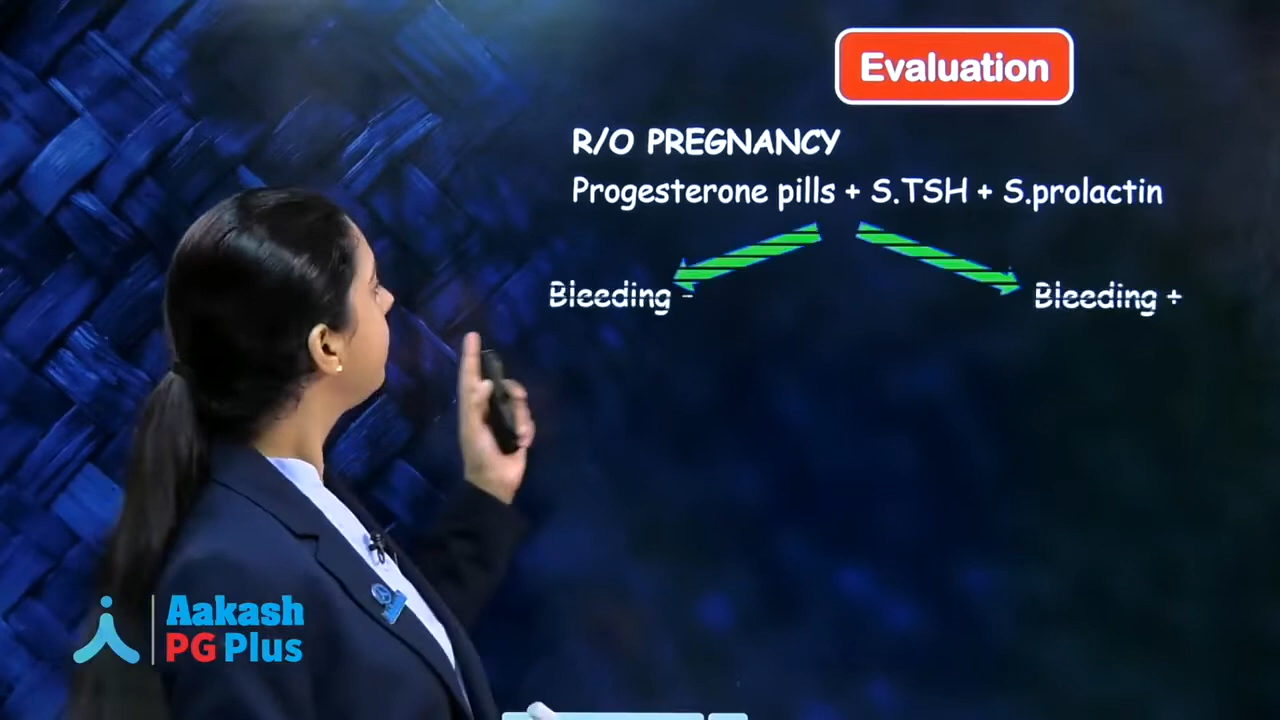 Evaluation
R/O PREGNANCY
Progesterone pills + S.TSH + S.prolactin
Bleeding -
Bleeding +
Aakash
PG Plus